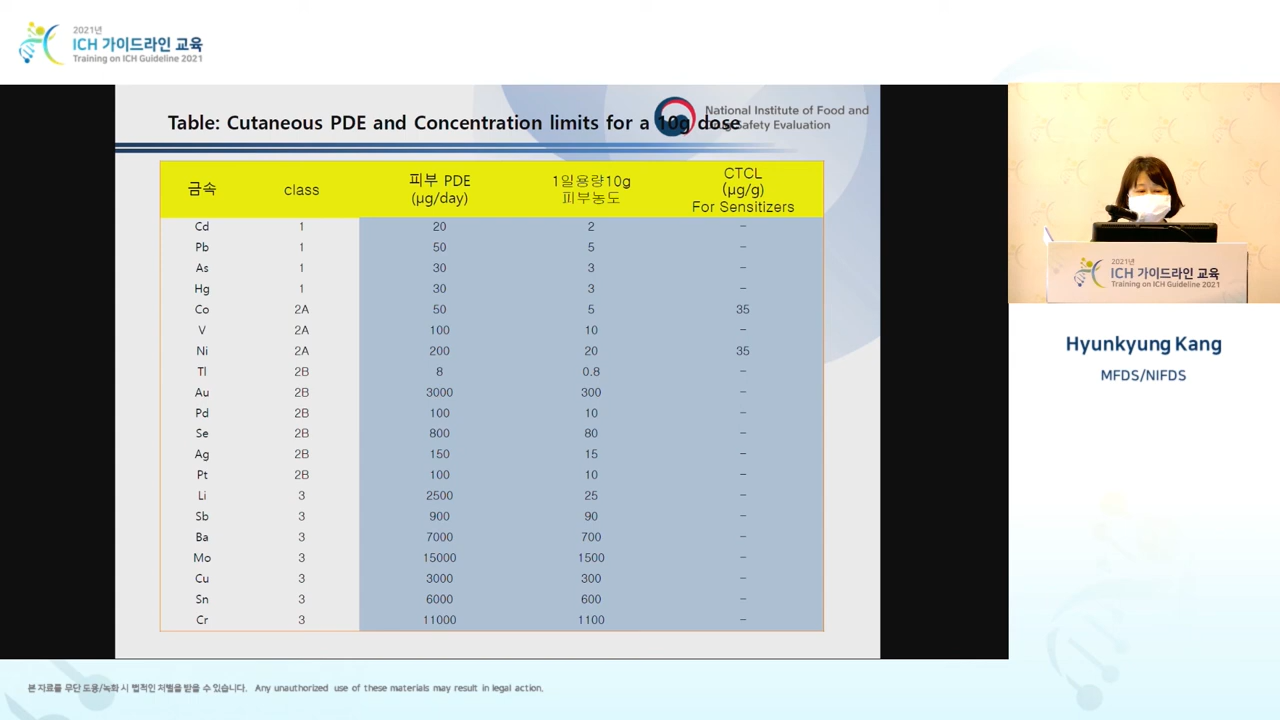 2021년
ICH 가이드라인 교육
Training on ICH Guideline 2021
National Institute of Food and
Drug Safety Evaluation
Table: Cutaneous PDE and Concentration limits for a 10g dose
금속 class 피부 PDE (μg/day) 1일용량10g 피부농도 CTCL (μg/g) For Sensitizers
Cd 1 20 2 -
Pb 1 50 5 -
As 1 30 3 -
Hg 1 30 3 -
Co 2A 50 5 35
V 2A 100 10 -
Ni 2A 200 20 35
Tl 2B 8 0.8 -
Au 2B 3000 300 -
Pd 2B 100 10 -
Se 2B 800 80 -
Ag 2B 150 15 -
Pt 2B 100 10 -
Li 3 2500 25 -
Sb 3 900 90 -
Ba 3 7000 700 -
Mo 3 15000 1500 -
Cu 3 3000 300 -
Sn 3 6000 600 -
Cr 3 11000 1100 -
2021년
ICH 가이드라인 교육
Training on ICH Guideline 2021
Hyunkyung Kang
MFDS/NIFDS
본 자료를 무단 도용/녹화 시 법적인 처벌을 받을 수 있습니다. Any unauthorized use of these materials may result in legal action.